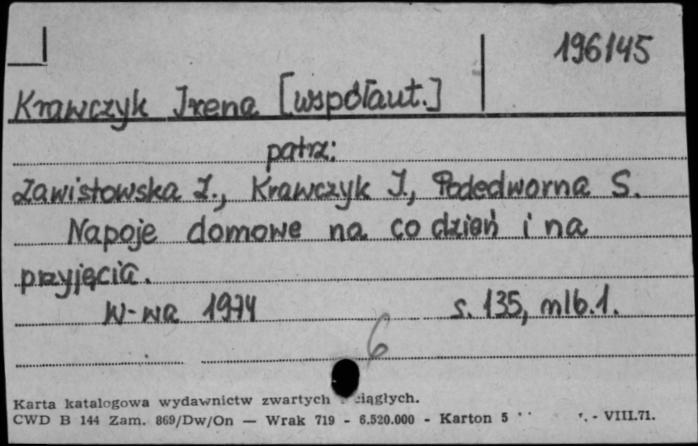 196145
Krawczyk Irena [współaut.]
patrz:
Zawistowska Z., Krawczyk I., Podedworna S.
Napoje domowe na co dzień i na
przyjęcia.
W-wa 1974 s. 135, nlb.1.
6
Karta katalogowa wydawnictw zwartych ciągłych.
CWD B 144 Zam. 869/Dw/On — Wrak 719 - 6.520.000 - Karton 5 - VIII.71.